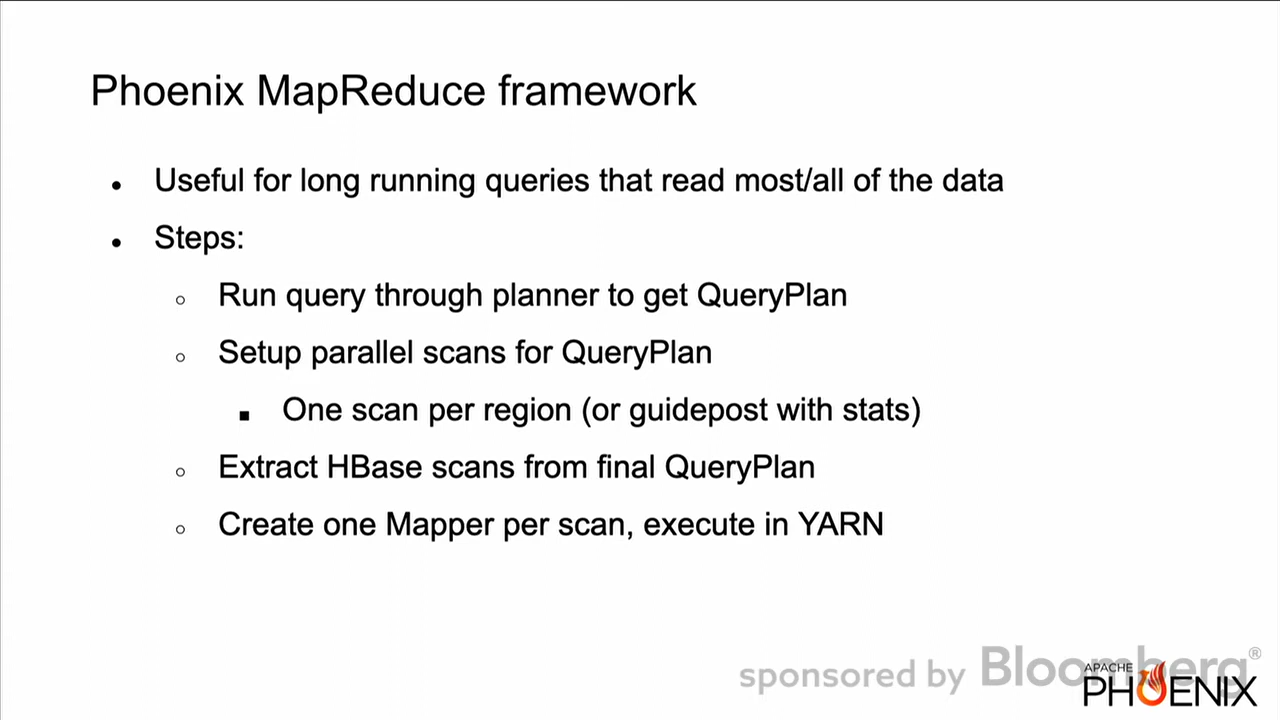 Phoenix MapReduce framework
● Useful for long running queries that read most/all of the data
● Steps:
○ Run query through planner to get QueryPlan
○ Setup parallel scans for QueryPlan
■ One scan per region (or guidepost with stats)
○ Extract HBase scans from final QueryPlan
○ Create one Mapper per scan, execute in YARN
sponsored by Bloomberg®
APACHE
PHOENIX